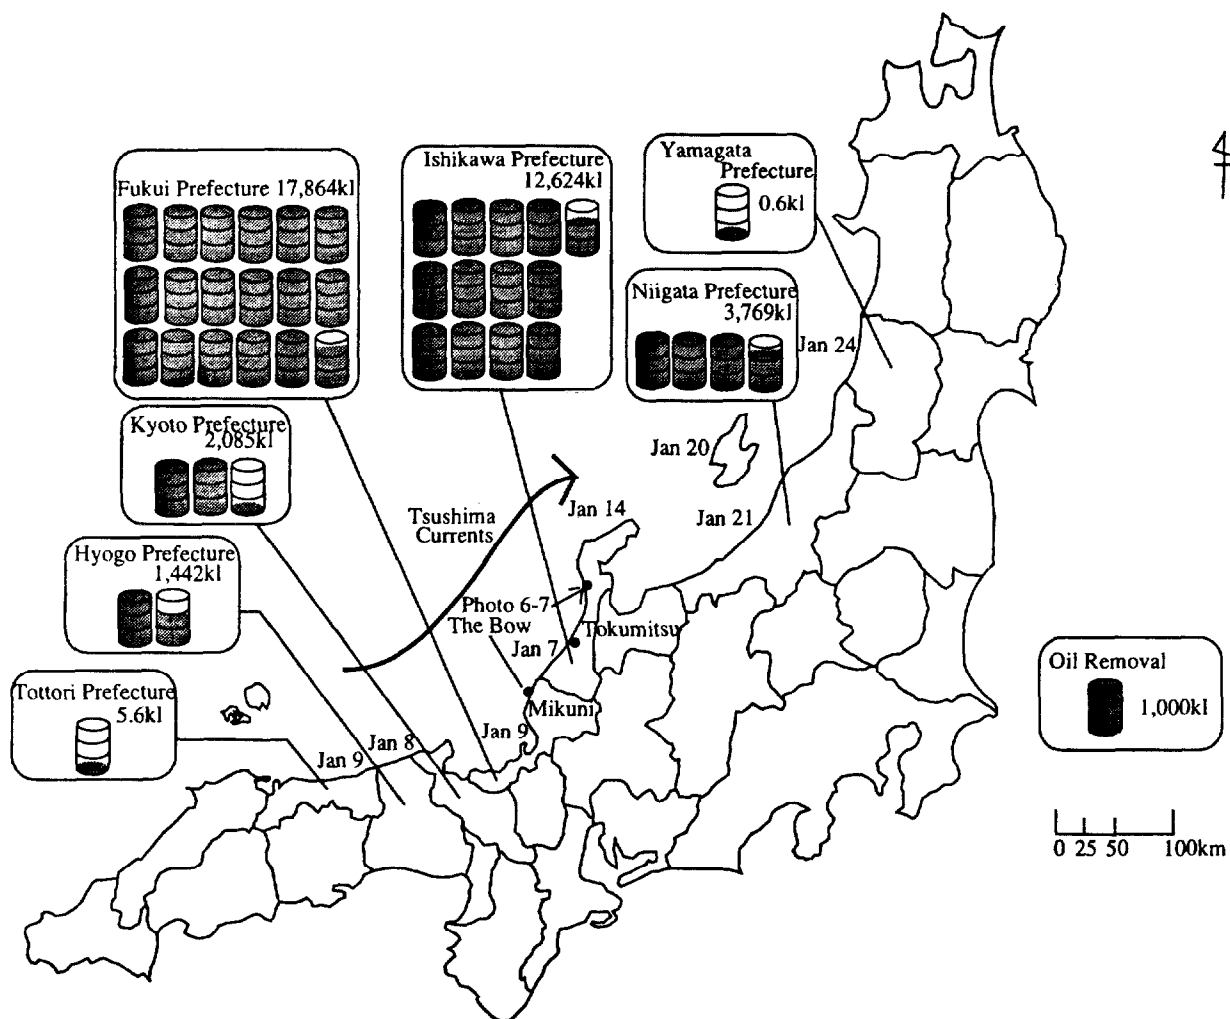 Fukui Prefecture 17,864kl
Ishikawa Prefecture
12,624kl
Yamagata
Prefecture
0.6kl
Niigata Prefecture
3,769kl
Jan 24
Kyoto Prefecture
2,085kl
Jan 20
Tsushima
Currents
Jan 14
Jan 21
Hyogo Prefecture
1,442kl
Photo 6-7
The Bow
Tokumitsu
Jan 7
Tottori Prefecture
5.6kl
Mikuni
Jan 9
Jan 8
Jan 9
Oil Removal
1,000kl
0 25 50 100km